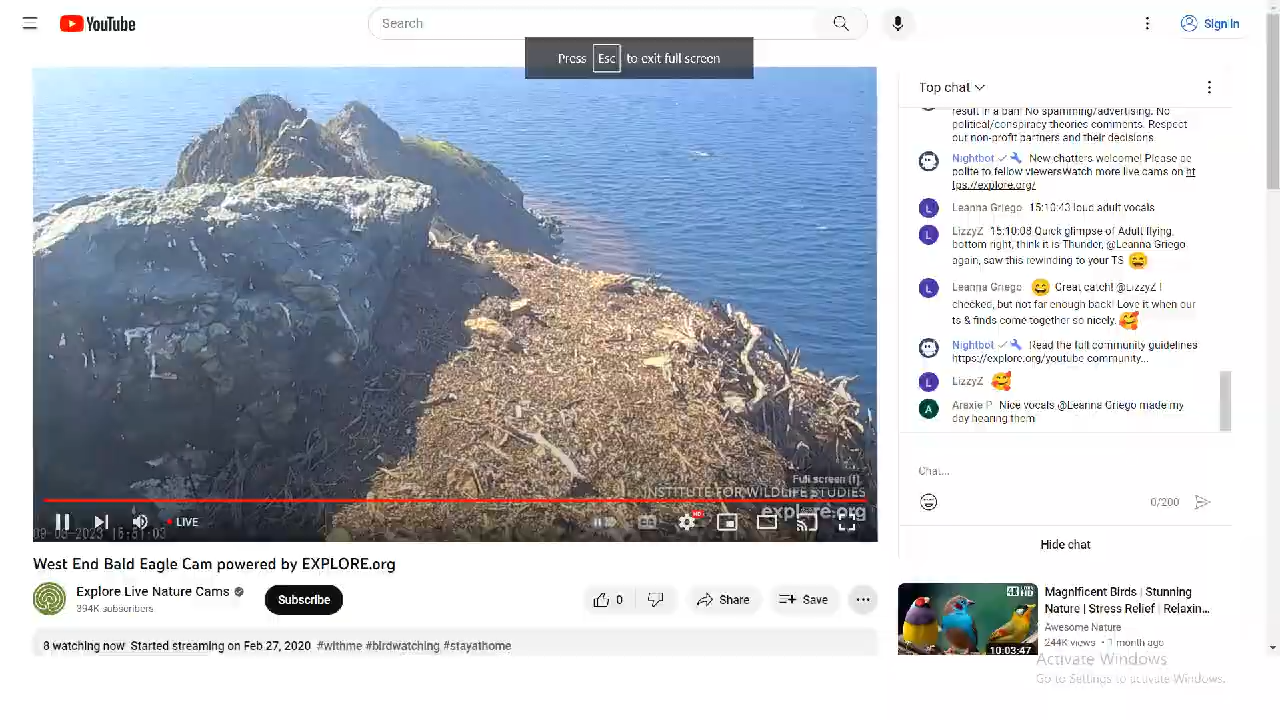 YouTube
Search
Sign in
Press Esc to exit full screen
Top chat
result in a ban! No spamming/advertising. No
political/conspiracy theories comments. Respect
our non-profit partners and their decisions.
Nightbot New chatters welcome! Please be
polite to fellow viewersWatch more live cams on ht
tps://explore.org/
Leanna Griego 15:10:43 loud adult vocals
LizzyZ 15:10:08 Quick glimpse of Adult flying,
bottom right, think it is Thunder, @Leanna Griego
again, saw this rewinding to your TS 😄
Leanna Griego 😄 Great catch! @LizzyZ I
checked, but not far enough back! Love it when our
ts & finds come together so nicely. 🥰
Nightbot Read the full community guidelines
https://explore.org/youtube-community...
LizzyZ 🥰
Araxie P Nice vocals @Leanna Griego made my
day hearing them
Chat...
0/200
Hide chat
Full screen (f)
INSTITUTE FOR WILDLIFE STUDIES
explore.org
LIVE
HD
West End Bald Eagle Cam powered by EXPLORE.org
Explore Live Nature Cams
394K subscribers
Subscribe
0
Share
Save
8 watching now Started streaming on Feb 27, 2020 #withme #birdwatching #stayathome
4K UHD
10:03:47
Magnificent Birds | Stunning
Nature | Stress Relief | Relaxin...
Awesome Nature
244K views • 1 month ago
Activate Windows
Go to Settings to activate Windows.